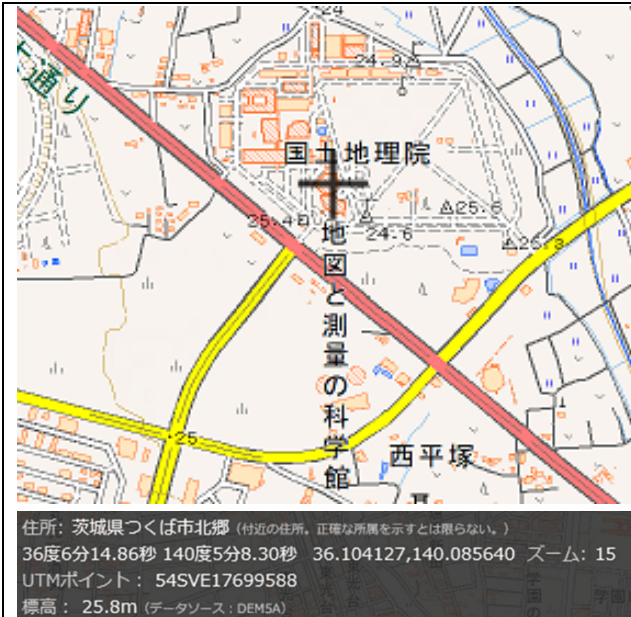 土通り
24
24.9
国土地理院
25.4
24.6
25.6
25.3
地図と測量の科学館
25
西平塚
住所: 茨城県つくば市北郷 (付近の住所。正確な所属を示すとは限らない。)
36度6分14.86秒 140度5分8.30秒 36.104127,140.085640 ズーム: 15
UTMポイント: 54SVE17699588
標高: 25.8m (データソース:DEM5A)